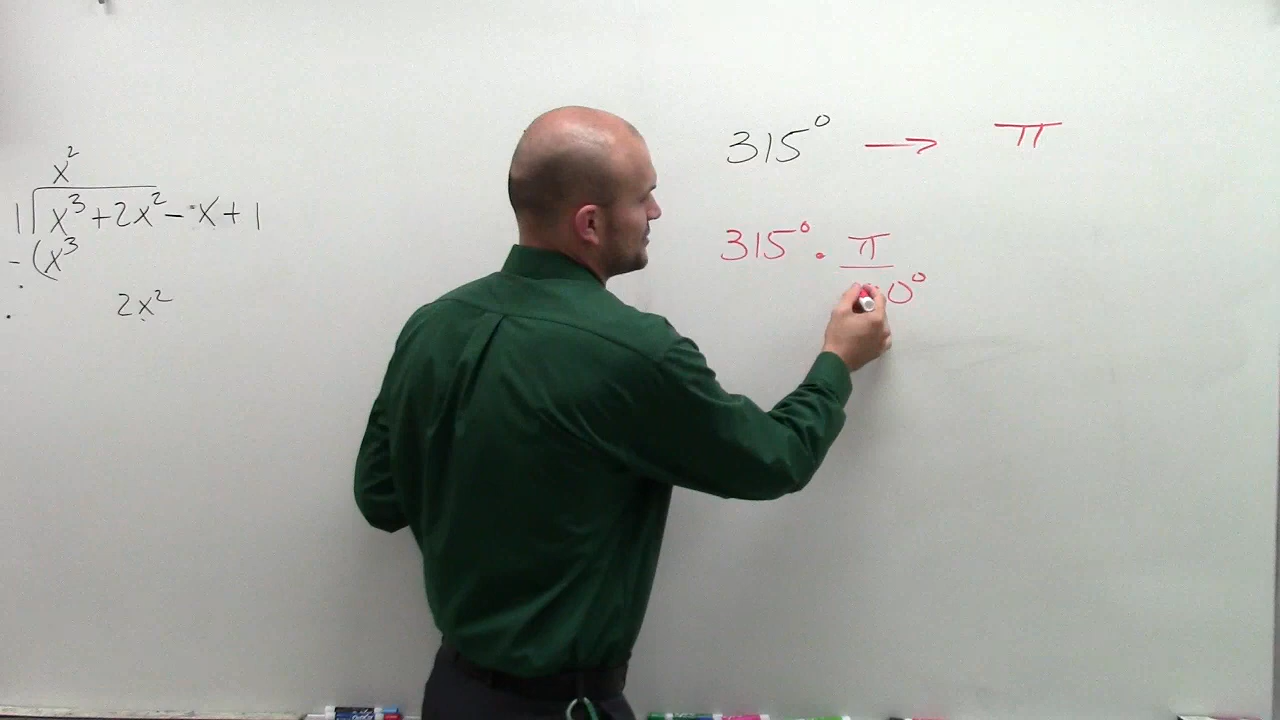 x²
1 x³ + 2x² - x + 1
- (x³
2x²
315° → π
315° · π
0°